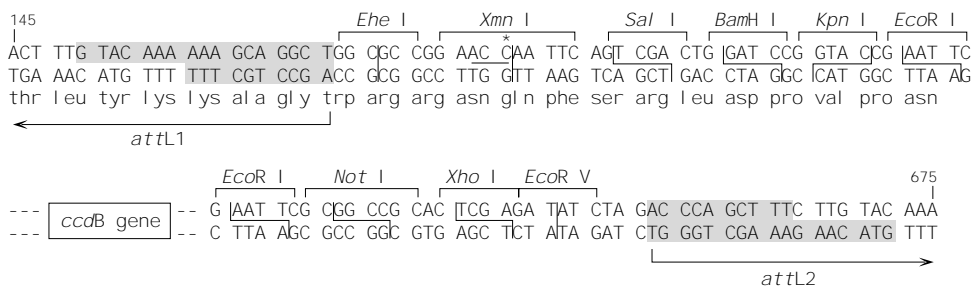 145
Ehe I Xmn I Sal I BamH I Kpn I EcoR I
*
ACT TTG TAC AAA AAA GCA GGC TGG CGC CGG AAC CAA TTC AGT CGA CTG GAT CCG GTA CCG AAT TC
TGA AAC ATG TTT TTT CGT CCG ACC GCG GCC TTG GTT AAG TCA GCT GAC CTA GGC CAT GGC TTA AG
thr leu tyr lys lys ala gly trp arg arg asn gln phe ser arg leu asp pro val pro asn
attL1
EcoR I Not I Xho I EcoR V 675
--- ccdB gene -- G AAT TCG CGG CCG CAC TCG AGA TAT CTA GAC CCA GCT TTC TTG TAC AAA
--- -- C TTA AGC GCC GGC GTG AGC TCT ATA GAT CTG GGT CGA AAG AAC ATG TTT
attL2